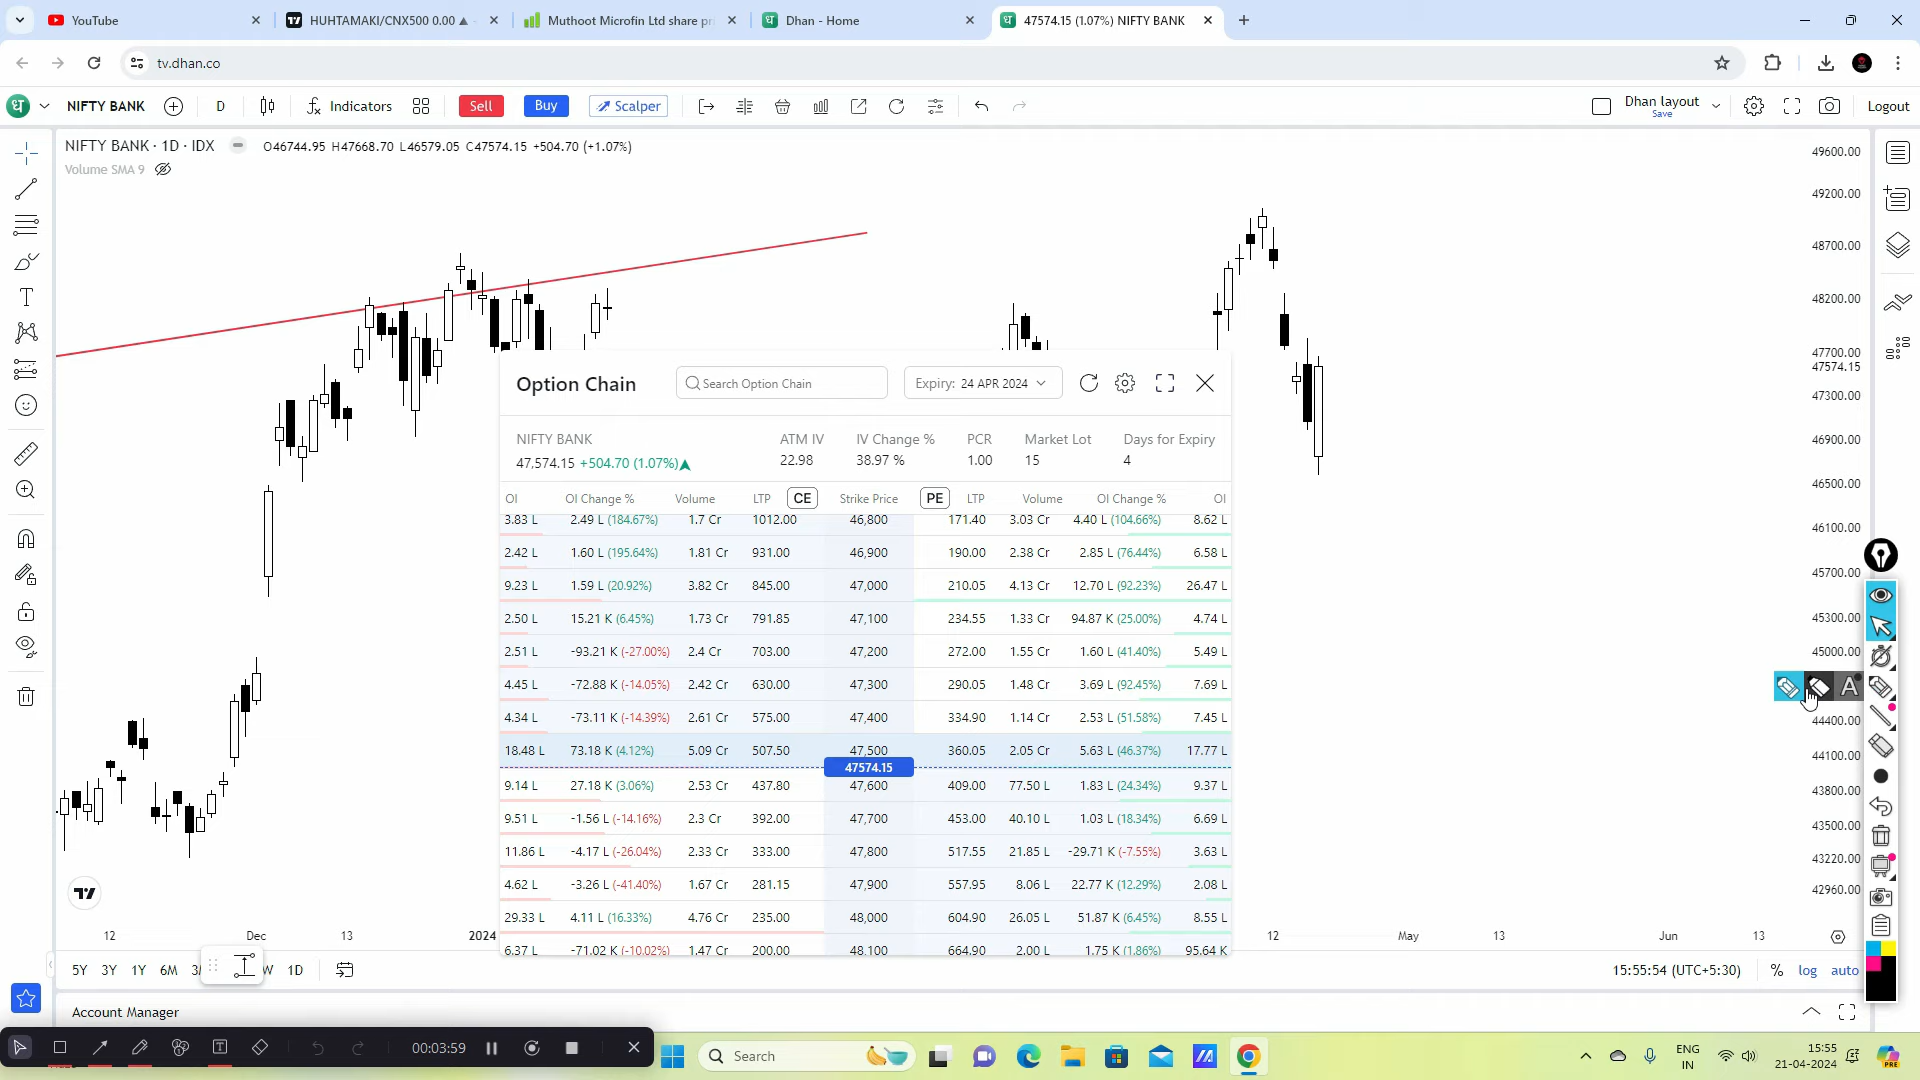 YouTube
HUHTAMAKI/CNX500 0.00 ▲
Muthoot Microfin Ltd share pr
Dhan - Home
47574.15 (1.07%) NIFTY BANK
tv.dhan.co
NIFTY BANK
D
Indicators
Sell
Buy
Scalper
Dhan layout
Save
Logout
NIFTY BANK · 1D · IDX
O46744.95 H47668.70 L46579.05 C47574.15 +504.70 (+1.07%)
Volume SMA 9
49600.00
49200.00
48700.00
48200.00
47700.00
47574.15
47300.00
46900.00
46500.00
46100.00
45700.00
45300.00
45000.00
44400.00
44100.00
43800.00
43500.00
43220.00
42960.00
Option Chain
Search Option Chain
Expiry: 24 APR 2024
NIFTY BANK
ATM IV
IV Change %
PCR
Market Lot
Days for Expiry
47,574.15 +504.70 (1.07%)▲
22.98
38.97 %
1.00
15
4
OI OI Change % Volume LTP CE Strike Price PE LTP Volume OI Change % OI
3.83 L 2.49 L (184.67%) 1.7 Cr 1012.00 46,800 171.40 3.03 Cr 4.40 L (104.66%) 8.62 L
2.42 L 1.60 L (195.64%) 1.81 Cr 931.00 46,900 190.00 2.38 Cr 2.85 L (76.44%) 6.58 L
9.23 L 1.59 L (20.92%) 3.82 Cr 845.00 47,000 210.05 4.13 Cr 12.70 L (92.23%) 26.47 L
2.50 L 15.21 K (6.45%) 1.73 Cr 791.85 47,100 234.55 1.33 Cr 94.87 K (25.00%) 4.74 L
2.51 L -93.21 K (-27.00%) 2.4 Cr 703.00 47,200 272.00 1.55 Cr 1.60 L (41.40%) 5.49 L
4.45 L -72.88 K (-14.05%) 2.42 Cr 630.00 47,300 290.05 1.48 Cr 3.69 L (92.45%) 7.69 L
4.34 L -73.11 K (-14.39%) 2.61 Cr 575.00 47,400 334.90 1.14 Cr 2.53 L (51.58%) 7.45 L
18.48 L 73.18 K (4.12%) 5.09 Cr 507.50 47,500 360.05 2.05 Cr 5.63 L (46.37%) 17.77 L
47574.15
9.14 L 27.18 K (3.06%) 2.53 Cr 437.80 47,600 409.00 77.50 L 1.83 L (24.34%) 9.37 L
9.51 L -1.56 L (-14.16%) 2.3 Cr 392.00 47,700 453.00 40.10 L 1.03 L (18.34%) 6.69 L
11.86 L -4.17 L (-26.04%) 2.33 Cr 333.00 47,800 517.55 21.85 L -29.71 K (-7.55%) 3.63 L
4.62 L -3.26 L (-41.40%) 1.67 Cr 281.15 47,900 557.95 8.06 L 22.77 K (12.29%) 2.08 L
29.33 L 4.11 L (16.33%) 4.76 Cr 235.00 48,000 604.90 26.05 L 51.87 K (6.45%) 8.55 L
6.37 L -71.02 K (-10.02%) 1.47 Cr 200.00 48,100 664.90 2.00 L 1.75 K (1.86%) 95.64 K
A
12 Dec 13 2024 12 May 13 Jun 13
5Y 3Y 1Y 6M 3M W 1D
15:55:54 (UTC+5:30)
% log auto
Account Manager
00:03:59
Search
ENG
IN
15:55
21-04-2024
PRE